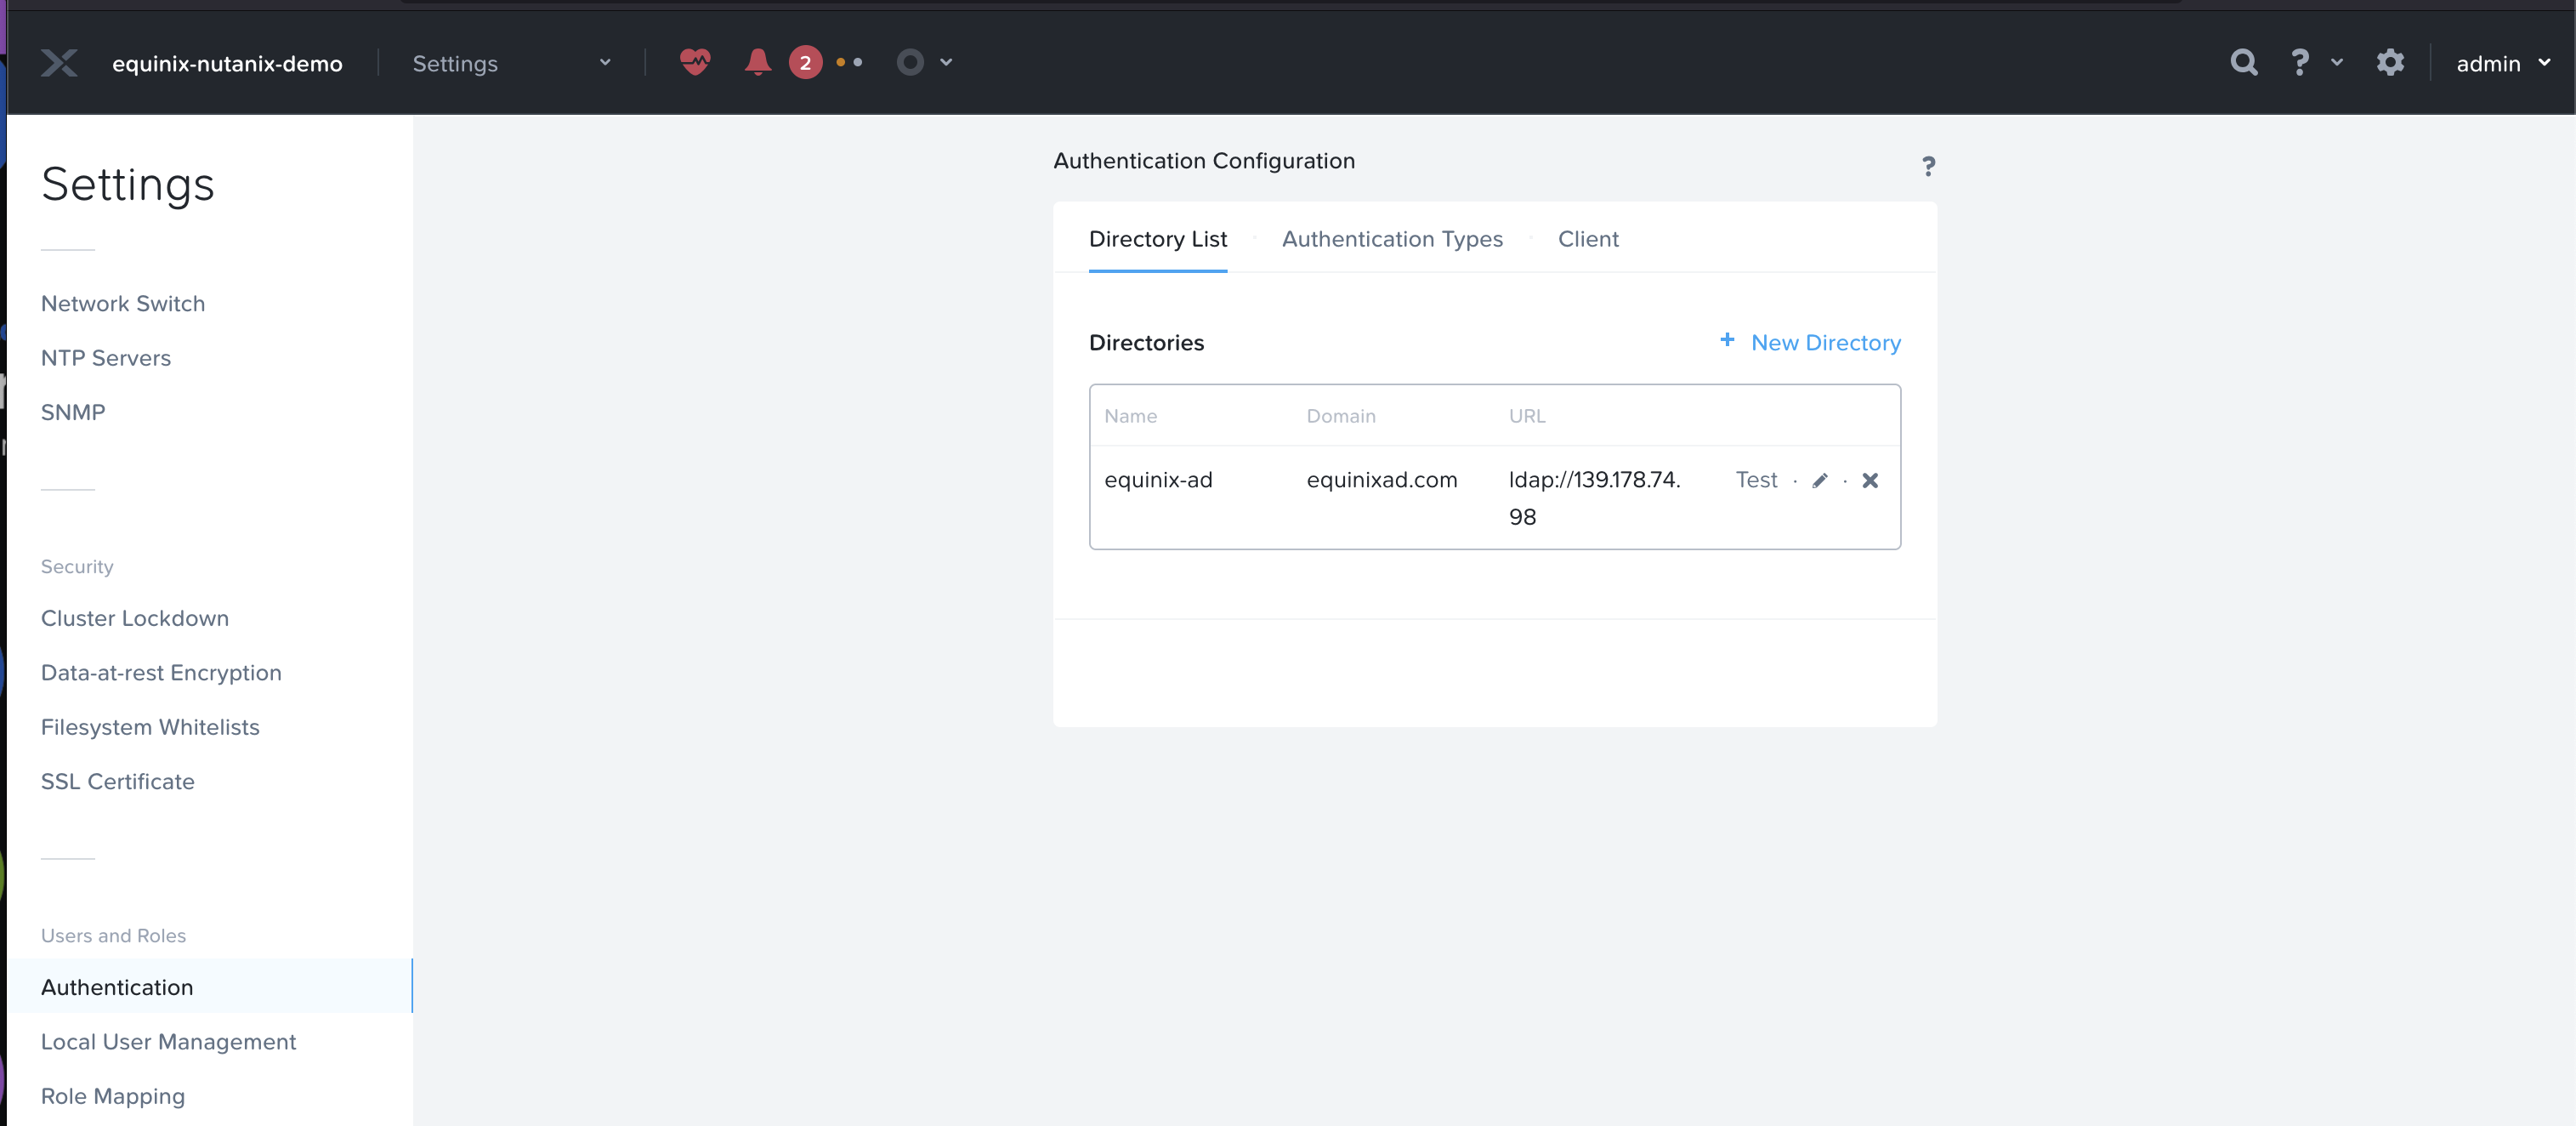 equinix-nutanix-demo
Settings
2
?
admin
Settings
Network Switch
NTP Servers
SNMP
Security
Cluster Lockdown
Data-at-rest Encryption
Filesystem Whitelists
SSL Certificate
Users and Roles
Authentication
Local User Management
Role Mapping
Authentication Configuration
?
Directory List · Authentication Types · Client
Directories
+ New Directory
Name Domain URL
equinix-ad equinixad.com ldap://139.178.74. Test · ·
98